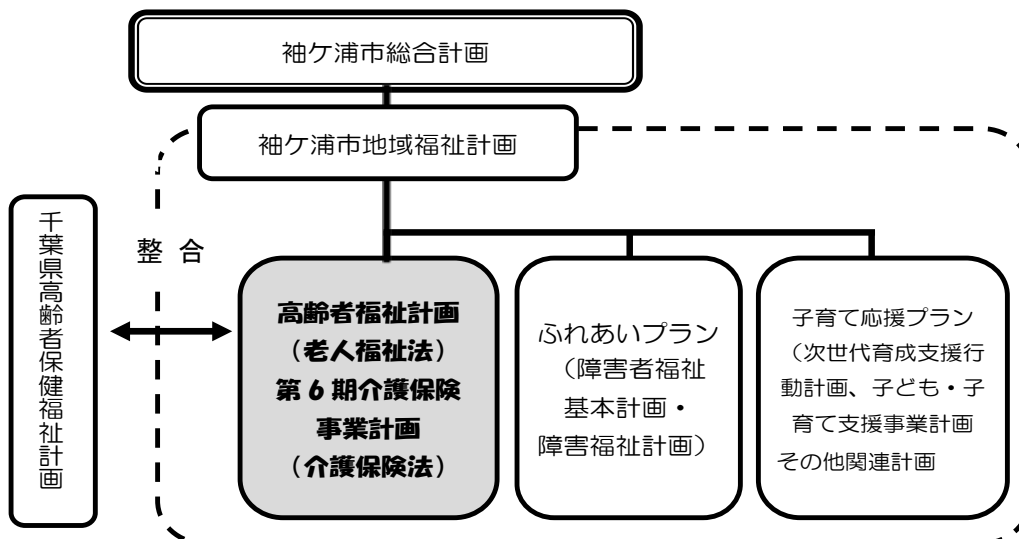 袖ケ浦市総合計画
袖ケ浦市地域福祉計画
千葉県高齢者保健福祉計画
整 合
高齢者福祉計画
（老人福祉法）
第６期介護保険
事業計画
（介護保険法）
ふれあいプラン
（障害者福祉
基本計画・
障害福祉計画）
子育て応援プラン
（次世代育成支援行
動計画、子ども・子
育て支援事業計画
その他関連計画